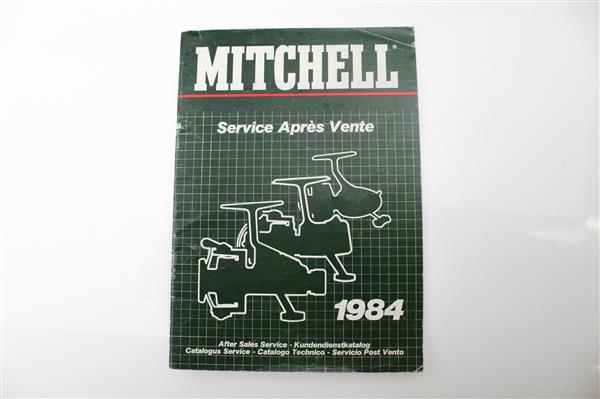 MITCHELL®
Service Après Vente
1984
After Sales Service - Kundendienstkatalog
Catalogus Service - Catalogo Technico - Servicio Post Vento